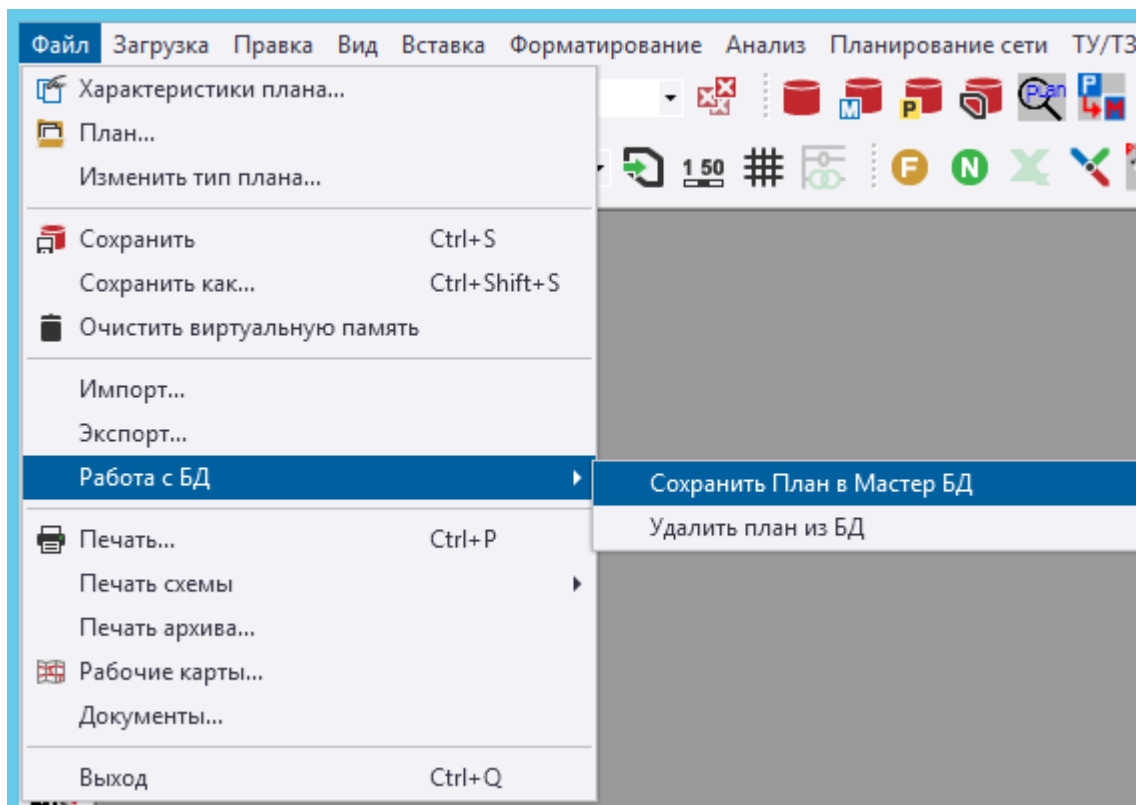 Файл Загрузка Правка Вид Вставка Форматирование Анализ Планирование сети ТУ/ТЗ
Характеристики плана...
План...
Изменить тип плана...
Сохранить Ctrl+S
Сохранить как... Ctrl+Shift+S
Очистить виртуальную память
Импорт...
Экспорт...
Работа с БД
Сохранить План в Мастер БД
Удалить план из БД
Печать... Ctrl+P
Печать схемы
Печать архива...
Рабочие карты...
Документы...
Выход Ctrl+Q
M P Plan P M
1 50 F N